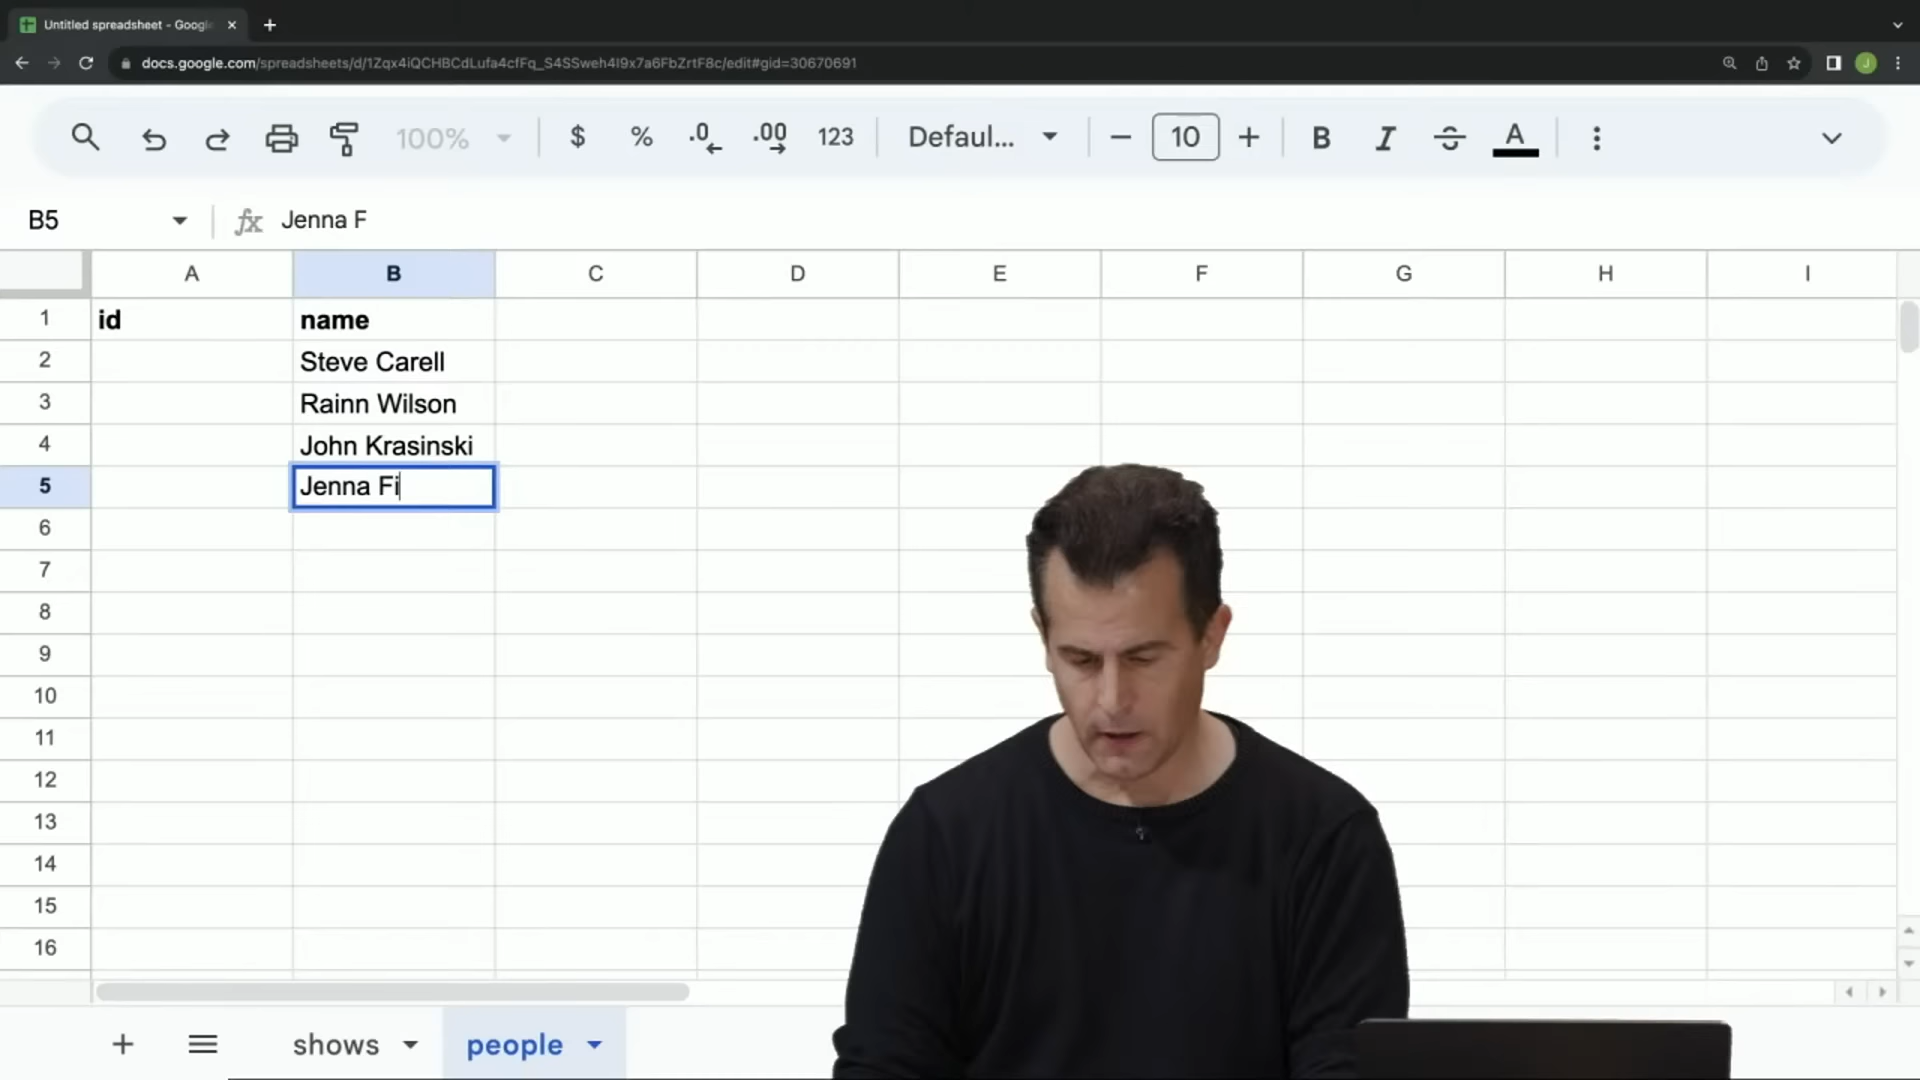 Untitled spreadsheet - Googl
docs.google.com/spreadsheets/d/1Zqx4iQCHBCdLufa4cfFq_S4SSweh4I9x7a6FbZrtF8c/edit#gid=30670691
J
100%
$ % .0 .00 123 Defaul... 10 B I A
B5 fx Jenna F
A B C D E F G H I
1 id name
2 Steve Carell
3 Rainn Wilson
4 John Krasinski
5 Jenna Fi
6
7
8
9
10
11
12
13
14
15
16
shows people